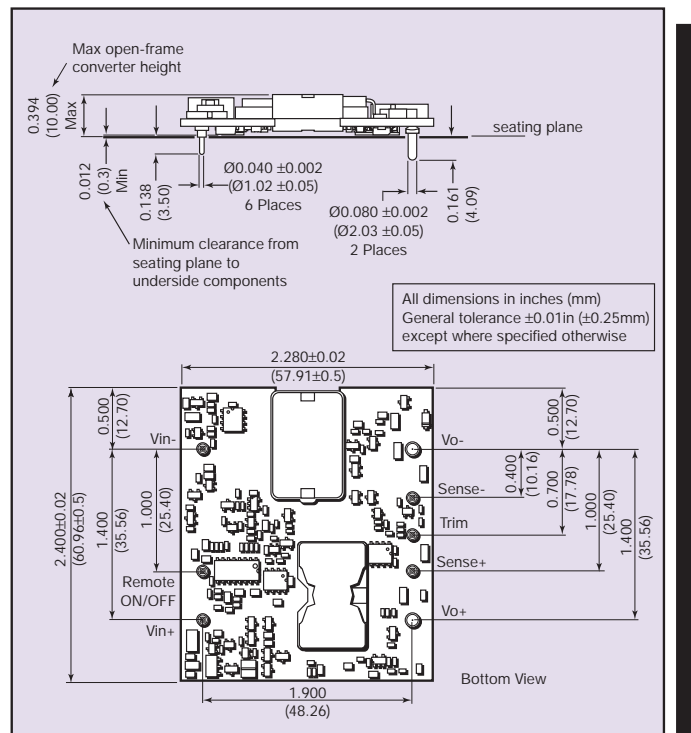 Max open-frame
converter height
0.394
(10.00)
Max
seating plane
0.012
(0.3)
Min
0.138
(3.50)
Ø0.040 ±0.002
(Ø1.02 ±0.05)
6 Places
Ø0.080 ±0.002
(Ø2.03 ±0.05)
2 Places
0.161
(4.09)
Minimum clearance from
seating plane to
underside components
All dimensions in inches (mm)
General tolerance ±0.01in (±0.25mm)
except where specified otherwise
2.280±0.02
(57.91±0.5)
0.500
(12.70)
0.500
(12.70)
Vin-
Vo-
2.400±0.02
(60.96±0.5)
1.400
(35.56)
1.000
(25.40)
0.400
(10.16)
0.700
(17.78)
1.000
(25.40)
1.400
(35.56)
Sense-
Trim
Sense+
Remote
ON/OFF
Vin+
Vo+
Bottom View
1.900
(48.26)